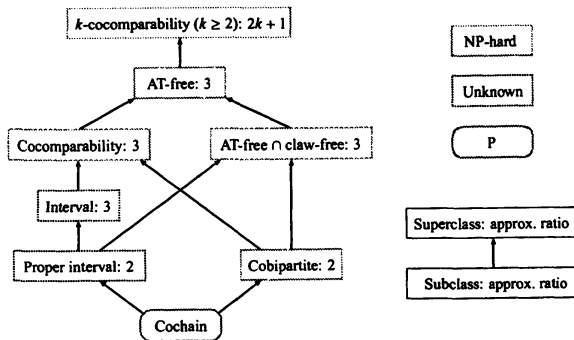 k-cocomparability (k ≥ 2): 2k + 1
AT-free: 3
Cocomparability: 3
AT-free ∩ claw-free: 3
Interval: 3
Proper interval: 2
Cobipartite: 2
Cochain
NP-hard
Unknown
P
Superclass: approx. ratio
Subclass: approx. ratio